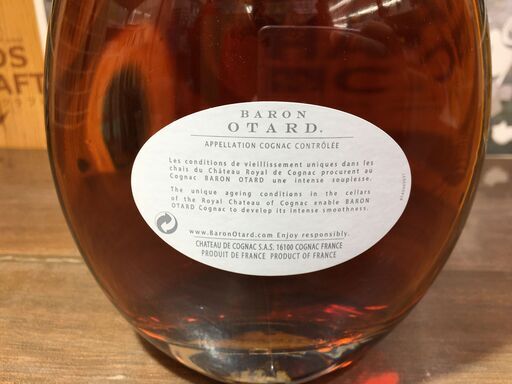 BARON
OTARD.
APPELLATION COGNAC CONTRÔLÉE
Les conditions de vieillissement uniques dans les
chais du Château Royal de Cognac procurent au
Cognac BARON OTARD une intense souplesse.
The unique ageing conditions in the cellars
of the Royal Chateau of Cognac enable BARON
OTARD Cognac to develop its intense smoothness.
www.BaronOtard.com Enjoy responsibly.
CHATEAU DE COGNAC S.A.S. 16100 COGNAC FRANCE
PRODUIT DE FRANCE PRODUCT OF FRANCE